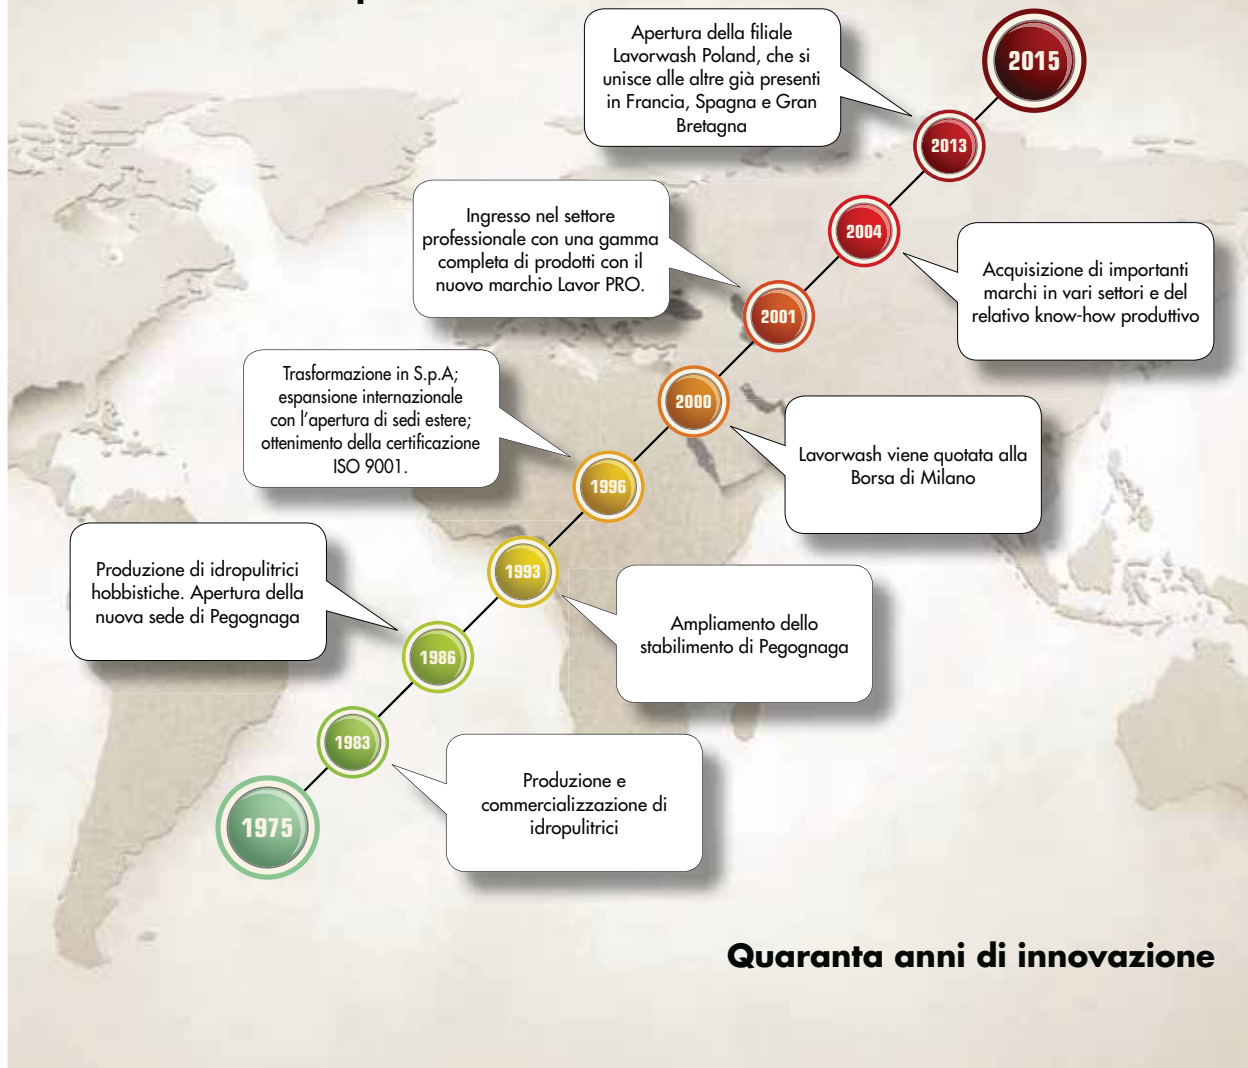 2015
Apertura della filiale
Lavorwash Poland, che si
unisce alle altre già presenti
in Francia, Spagna e Gran
Bretagna
2013
2004
Acquisizione di importanti
marchi in vari settori e del
relativo know-how produttivo
Ingresso nel settore
professionale con una gamma
completa di prodotti con il
nuovo marchio Lavor PRO.
2001
2000
Lavorwash viene quotata alla
Borsa di Milano
Trasformazione in S.p.A;
espansione internazionale
con l'apertura di sedi estere;
ottenimento della certificazione
ISO 9001.
1996
1993
Ampliamento dello
stabilimento di Pegognaga
Produzione di idropulitrici
hobbistiche. Apertura della
nuova sede di Pegognaga
1986
1983
Produzione e
commercializzazione di
idropulitrici
1975
Quaranta anni di innovazione